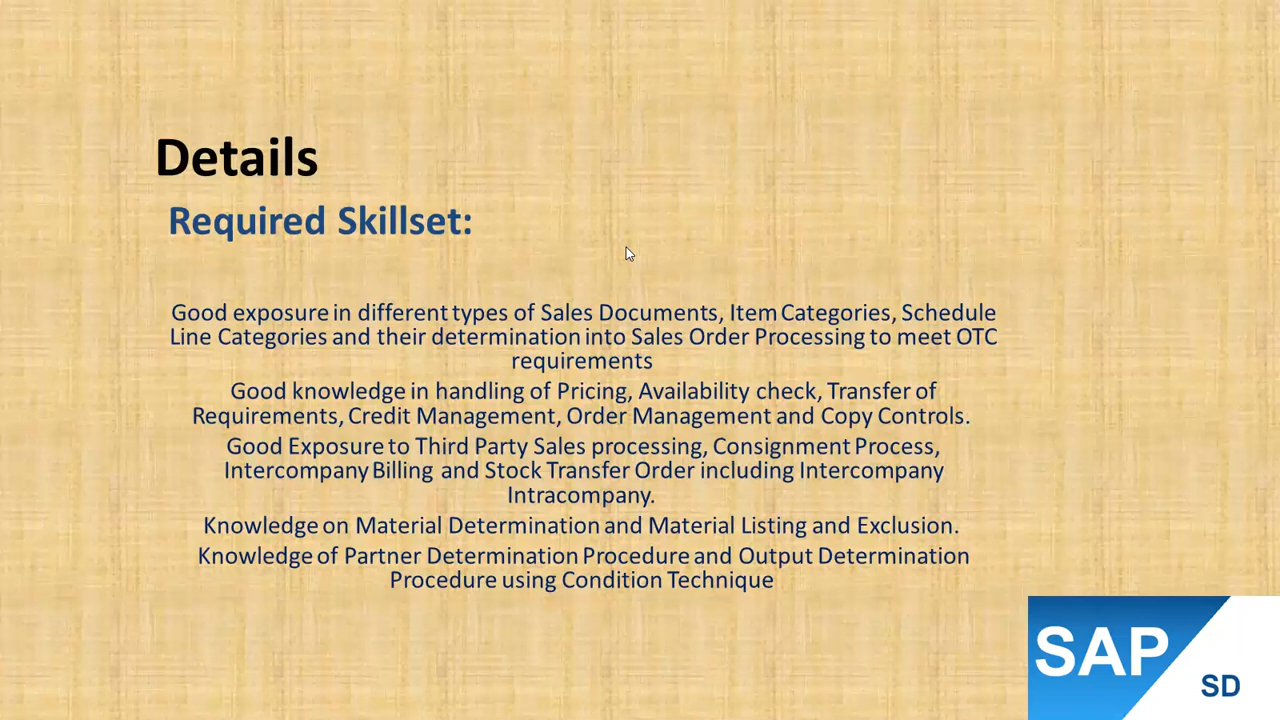 Details
Required Skillset:
Good exposure in different types of Sales Documents, Item Categories, Schedule
Line Categories and their determination into Sales Order Processing to meet OTC
requirements
Good knowledge in handling of Pricing, Availability check, Transfer of
Requirements, Credit Management, Order Management and Copy Controls.
Good Exposure to Third Party Sales processing, Consignment Process,
Intercompany Billing and Stock Transfer Order including Intercompany
Intracompany.
Knowledge on Material Determination and Material Listing and Exclusion.
Knowledge of Partner Determination Procedure and Output Determination
Procedure using Condition Technique
SAP
SD